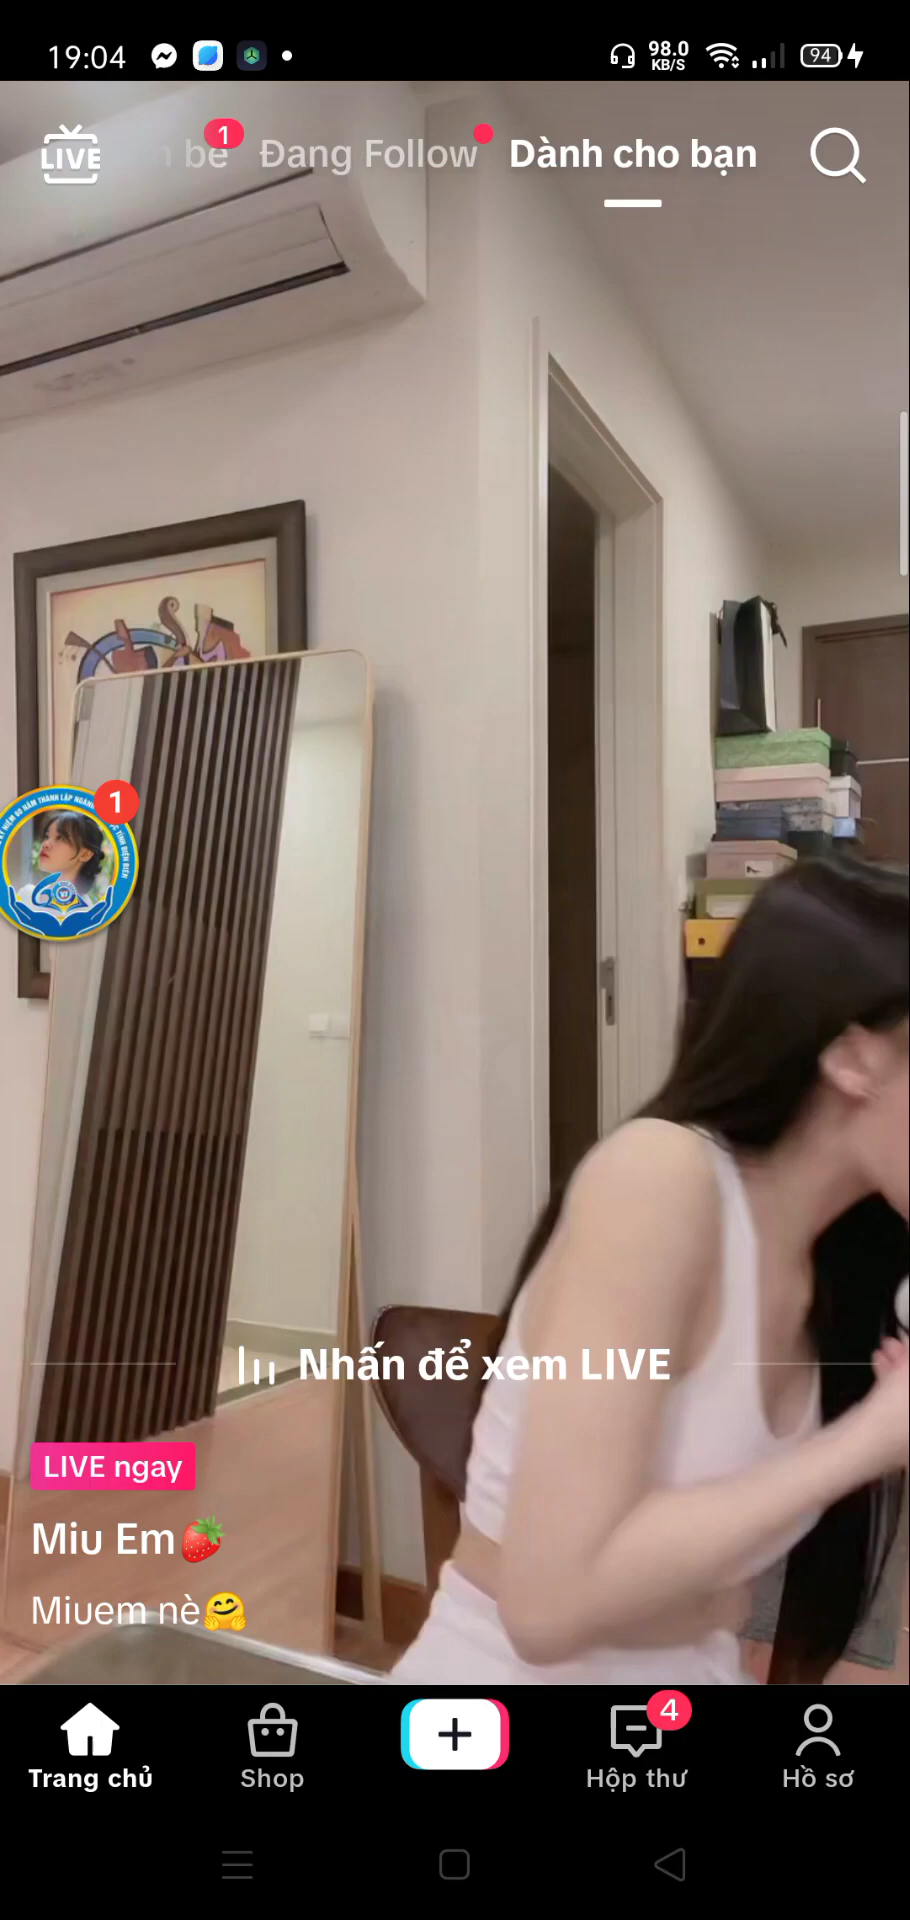 19:04
98.0
KB/S
94
LIVE
n bè
1
Đang Follow
Dành cho bạn
1
Nhấn để xem LIVE
LIVE ngay
Miu Em🍓
Miuem nè🤗
Trang chủ
Shop
4
Hộp thư
Hồ sơ